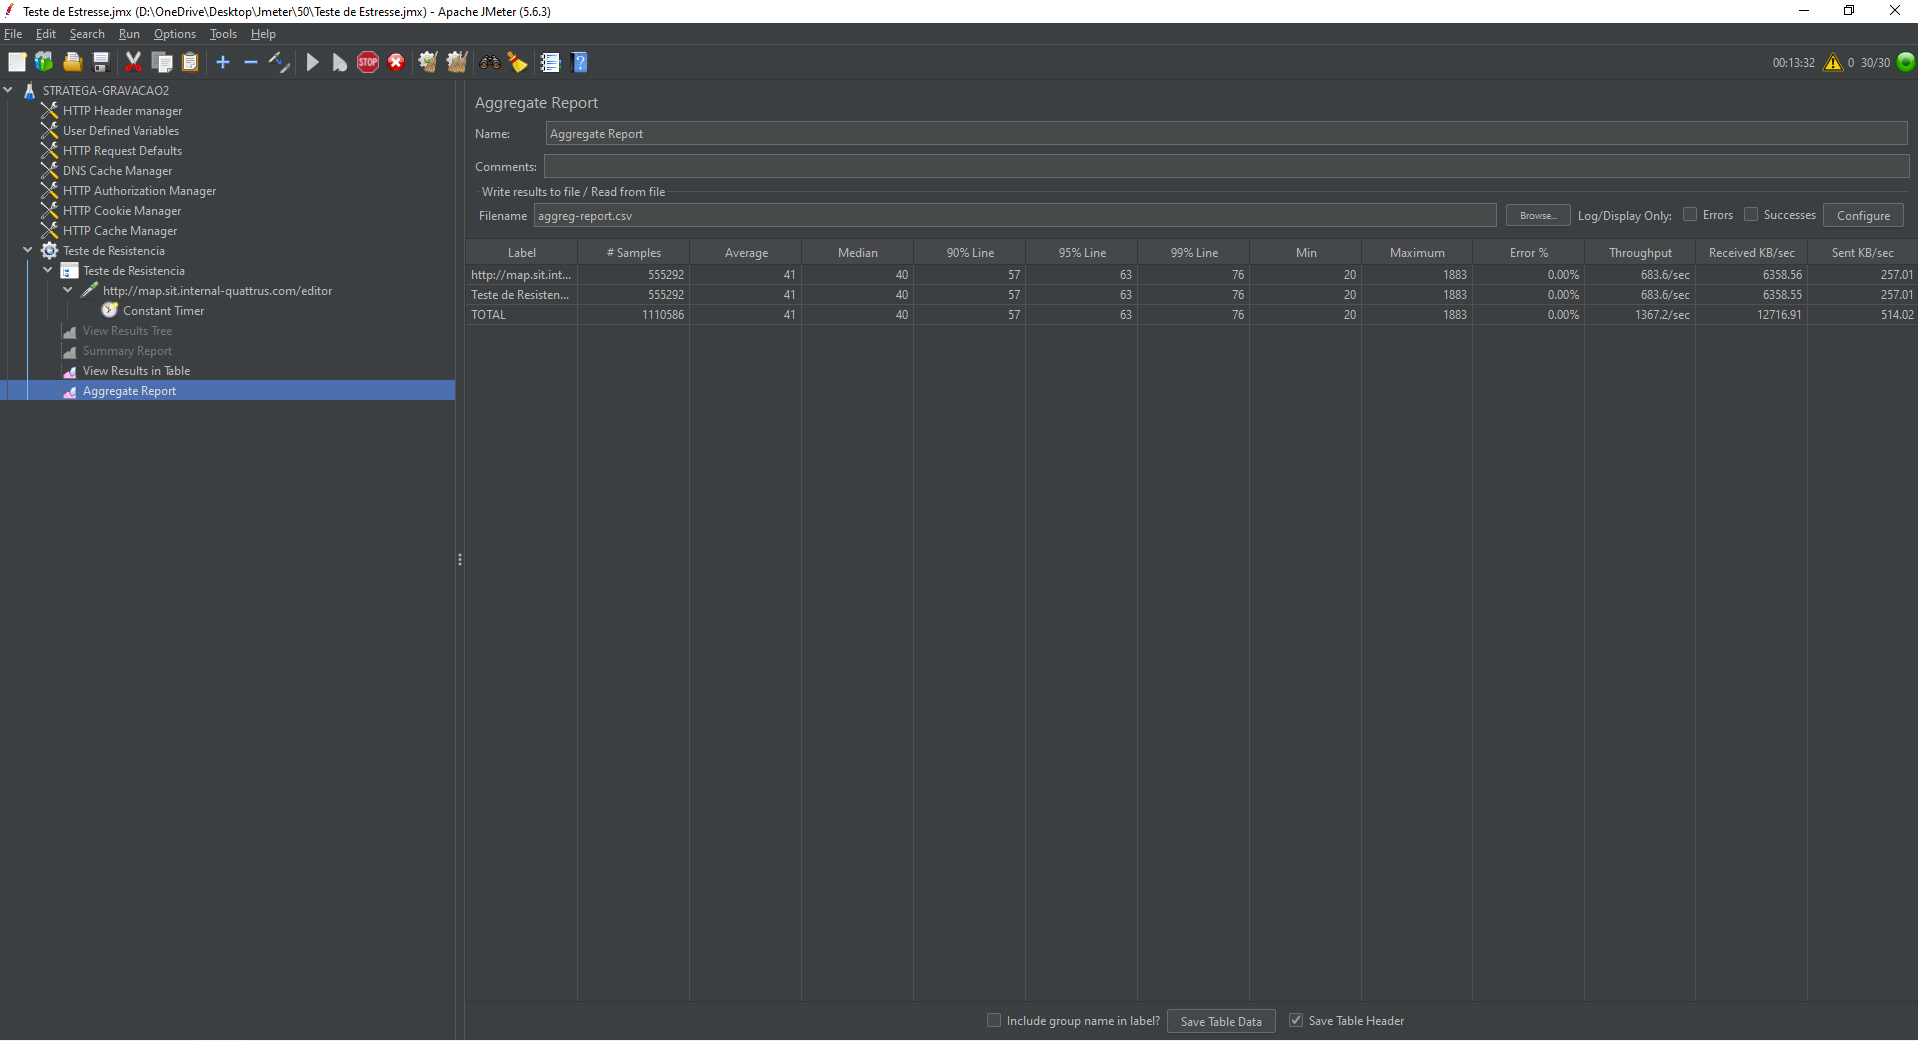 Teste de Estresse.jmx (D:\OneDrive\Desktop\Jmeter\50\Teste de Estresse.jmx) - Apache JMeter (5.6.3)
File Edit Search Run Options Tools Help
STOP 00:13:32 0 30/30
STRATEGA-GRAVACAO2
HTTP Header manager
User Defined Variables
HTTP Request Defaults
DNS Cache Manager
HTTP Authorization Manager
HTTP Cookie Manager
HTTP Cache Manager
Teste de Resistencia
Teste de Resistencia
http://map.sit.internal-quattrus.com/editor
Constant Timer
View Results Tree
Summary Report
View Results in Table
Aggregate Report
Aggregate Report
Name: Aggregate Report
Comments:
Write results to file / Read from file
Filename aggreg-report.csv Browse... Log/Display Only: Errors Successes Configure
Label # Samples Average Median 90% Line 95% Line 99% Line Min Maximum Error % Throughput Received KB/sec Sent KB/sec
http://map.sit.int... 555292 41 40 57 63 76 20 1883 0.00% 683.6/sec 6358.56 257.01
Teste de Resisten... 555292 41 40 57 63 76 20 1883 0.00% 683.6/sec 6358.55 257.01
TOTAL 1110586 41 40 57 63 76 20 1883 0.00% 1367.2/sec 12716.91 514.02
Include group name in label? Save Table Data Save Table Header